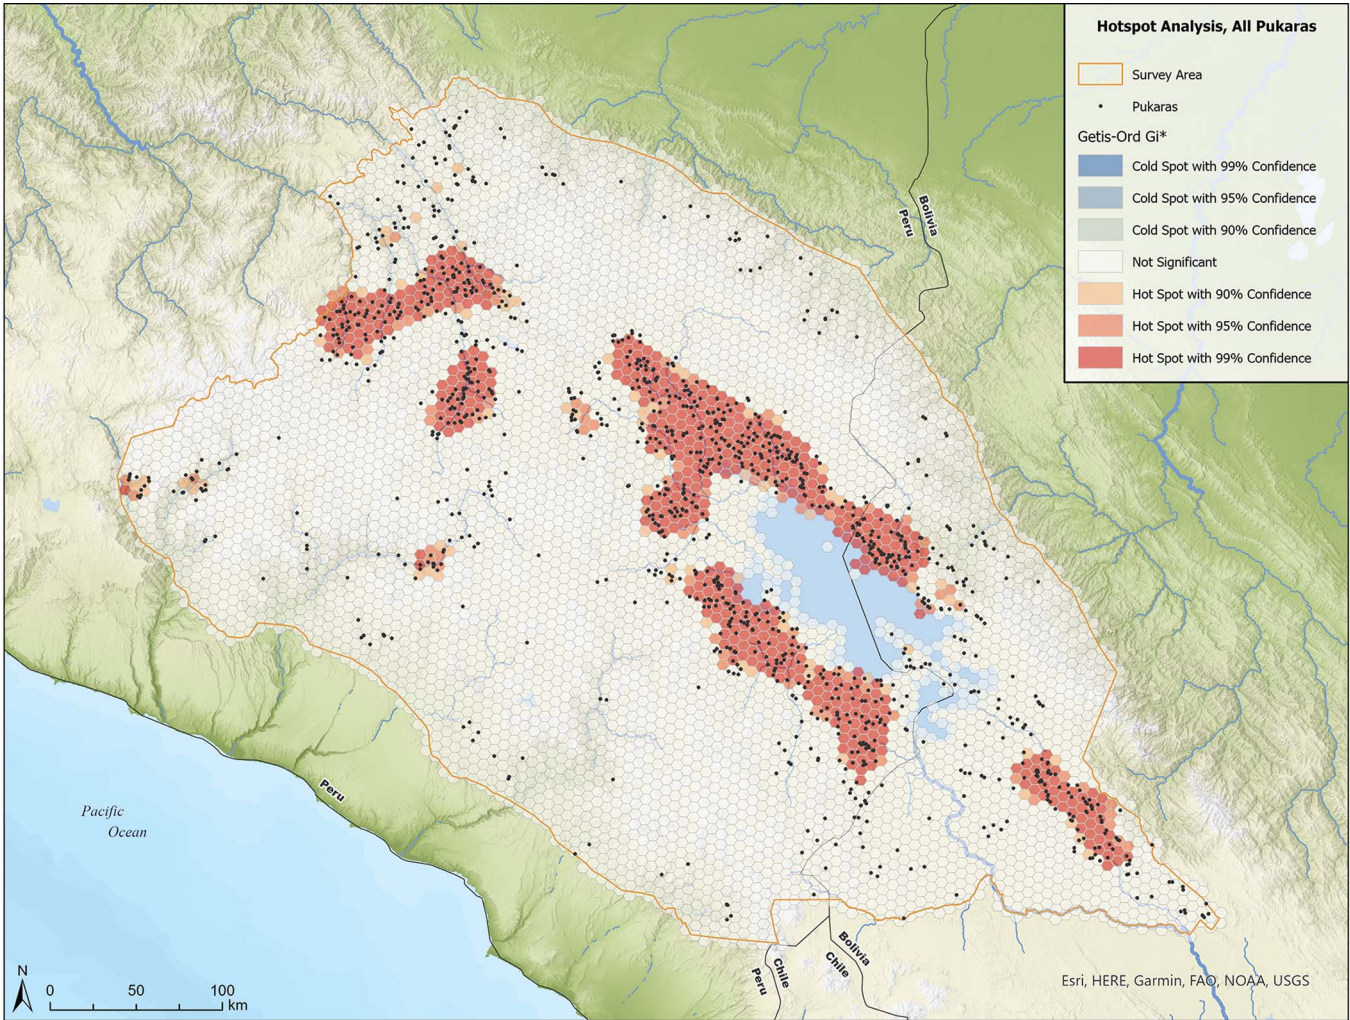 Hotspot Analysis, All Pukaras
Survey Area
Pukaras
Getis-Ord Gi*
Cold Spot with 99% Confidence
Cold Spot with 95% Confidence
Cold Spot with 90% Confidence
Not Significant
Hot Spot with 90% Confidence
Hot Spot with 95% Confidence
Hot Spot with 99% Confidence
Bolivia
Peru
Peru
Pacific
Ocean
Bolivia
Chile
Chile
Peru
N
0 50 100
km
Esri, HERE, Garmin, FAO, NOAA, USGS